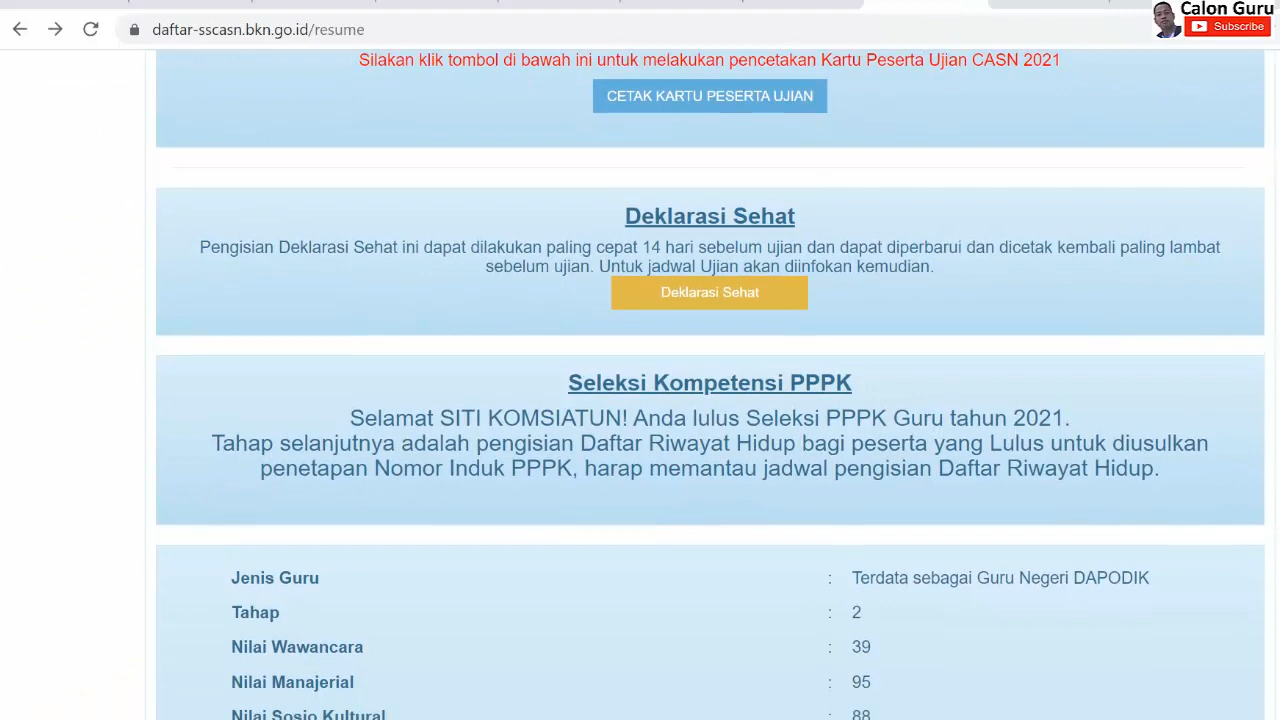 daftar-sscasn.bkn.go.id/resume
Calon Guru
Subscribe
Silakan klik tombol di bawah ini untuk melakukan pencetakan Kartu Peserta Ujian CASN 2021
CETAK KARTU PESERTA UJIAN
Deklarasi Sehat
Pengisian Deklarasi Sehat ini dapat dilakukan paling cepat 14 hari sebelum ujian dan dapat diperbarui dan dicetak kembali paling lambat
sebelum ujian. Untuk jadwal Ujian akan diinfokan kemudian.
Deklarasi Sehat
Seleksi Kompetensi PPPK
Selamat SITI KOMSIATUN! Anda lulus Seleksi PPPK Guru tahun 2021.
Tahap selanjutnya adalah pengisian Daftar Riwayat Hidup bagi peserta yang Lulus untuk diusulkan
penetapan Nomor Induk PPPK, harap memantau jadwal pengisian Daftar Riwayat Hidup.
Jenis Guru : Terdata sebagai Guru Negeri DAPODIK
Tahap : 2
Nilai Wawancara : 39
Nilai Manajerial : 95
Nilai Sosio Kultural : 88